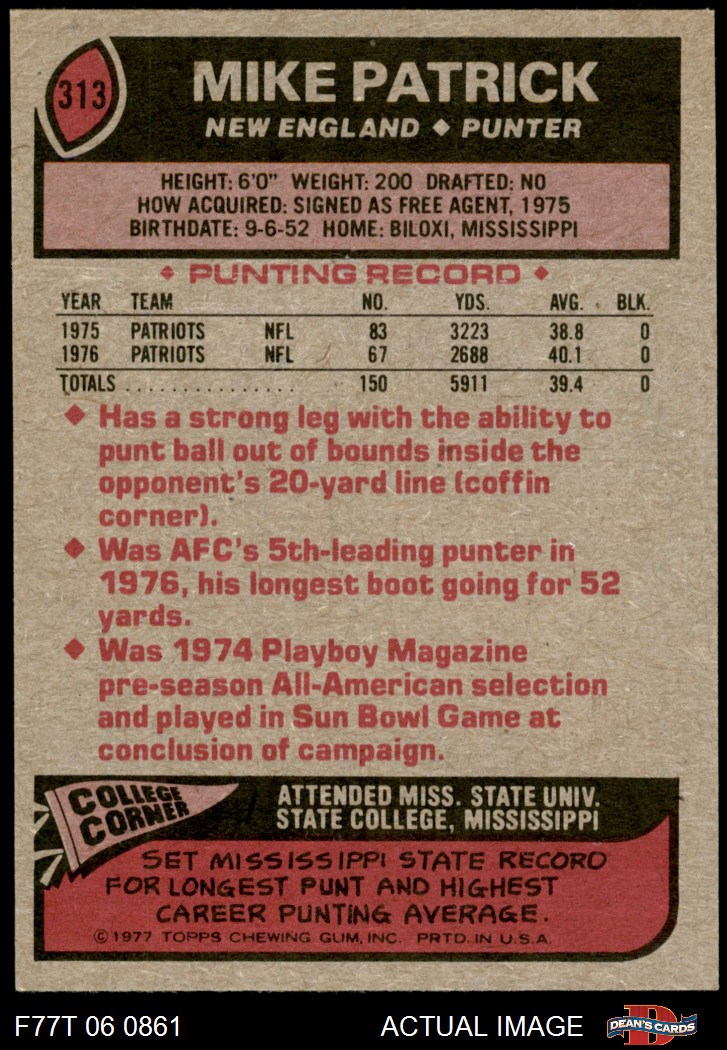 313
MIKE PATRICK
NEW ENGLAND ◆ PUNTER
HEIGHT: 6'0" WEIGHT: 200 DRAFTED: NO
HOW ACQUIRED: SIGNED AS FREE AGENT, 1975
BIRTHDATE: 9-6-52 HOME: BILOXI, MISSISSIPPI
◆ PUNTING RECORD ◆
YEAR TEAM NO. YDS. AVG. BLK.
1975 PATRIOTS NFL 83 3223 38.8 0
1976 PATRIOTS NFL 67 2688 40.1 0
TOTALS . . . . . . . . . . . . . . . 150 5911 39.4 0
◆ Has a strong leg with the ability to
punt ball out of bounds inside the
opponent's 20-yard line (coffin
corner).
◆ Was AFC's 5th-leading punter in
1976, his longest boot going for 52
yards.
◆ Was 1974 Playboy Magazine
pre-season All-American selection
and played in Sun Bowl Game at
conclusion of campaign.
COLLEGE
CORNER
ATTENDED MISS. STATE UNIV.
STATE COLLEGE, MISSISSIPPI
SET MISSISSIPPI STATE RECORD
FOR LONGEST PUNT AND HIGHEST
CAREER PUNTING AVERAGE.
© 1977 TOPPS CHEWING GUM, INC. PRTD. IN U.S.A.
F77T 06 0861 ACTUAL IMAGE
D
DEAN'S CARDS